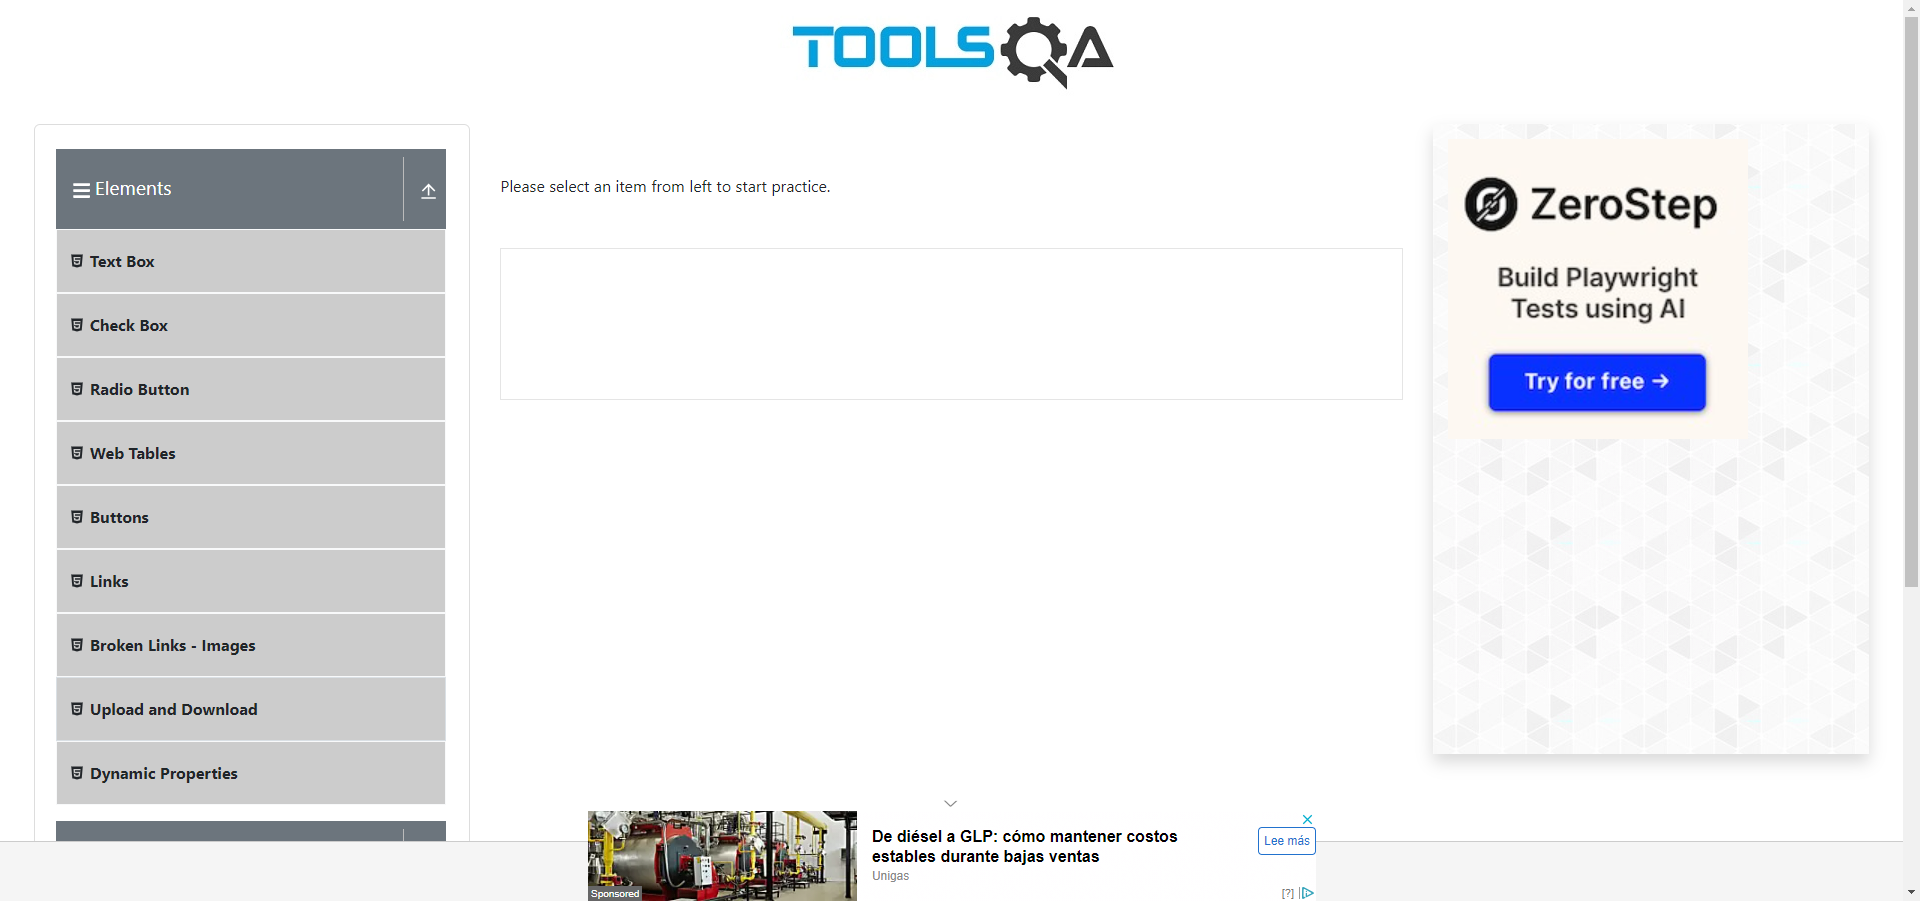 TOOLSQA
Elements
Text Box
Check Box
Radio Button
Web Tables
Buttons
Links
Broken Links - Images
Upload and Download
Dynamic Properties
Please select an item from left to start practice.
ZeroStep
Build Playwright
Tests using AI
Try for free →
De diésel a GLP: cómo mantener costos
estables durante bajas ventas
Unigas
Lee más
Sponsored
[?]